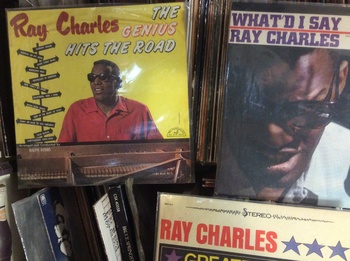 Ray Charles
THE
GENIUS
HITS THE ROAD
WHAT'D I SAY
RAY CHARLES
STEREO
RAY CHARLES